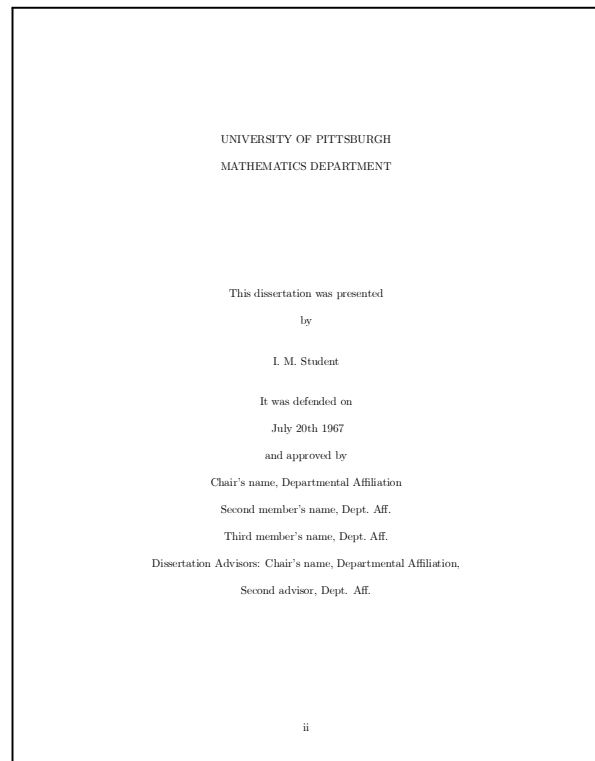 UNIVERSITY OF PITTSBURGH
MATHEMATICS DEPARTMENT
This dissertation was presented
by
I. M. Student
It was defended on
July 20th 1967
and approved by
Chair's name, Departmental Affiliation
Second member's name, Dept. Aff.
Third member's name, Dept. Aff.
Dissertation Advisors: Chair's name, Departmental Affiliation,
Second advisor, Dept. Aff.
ii